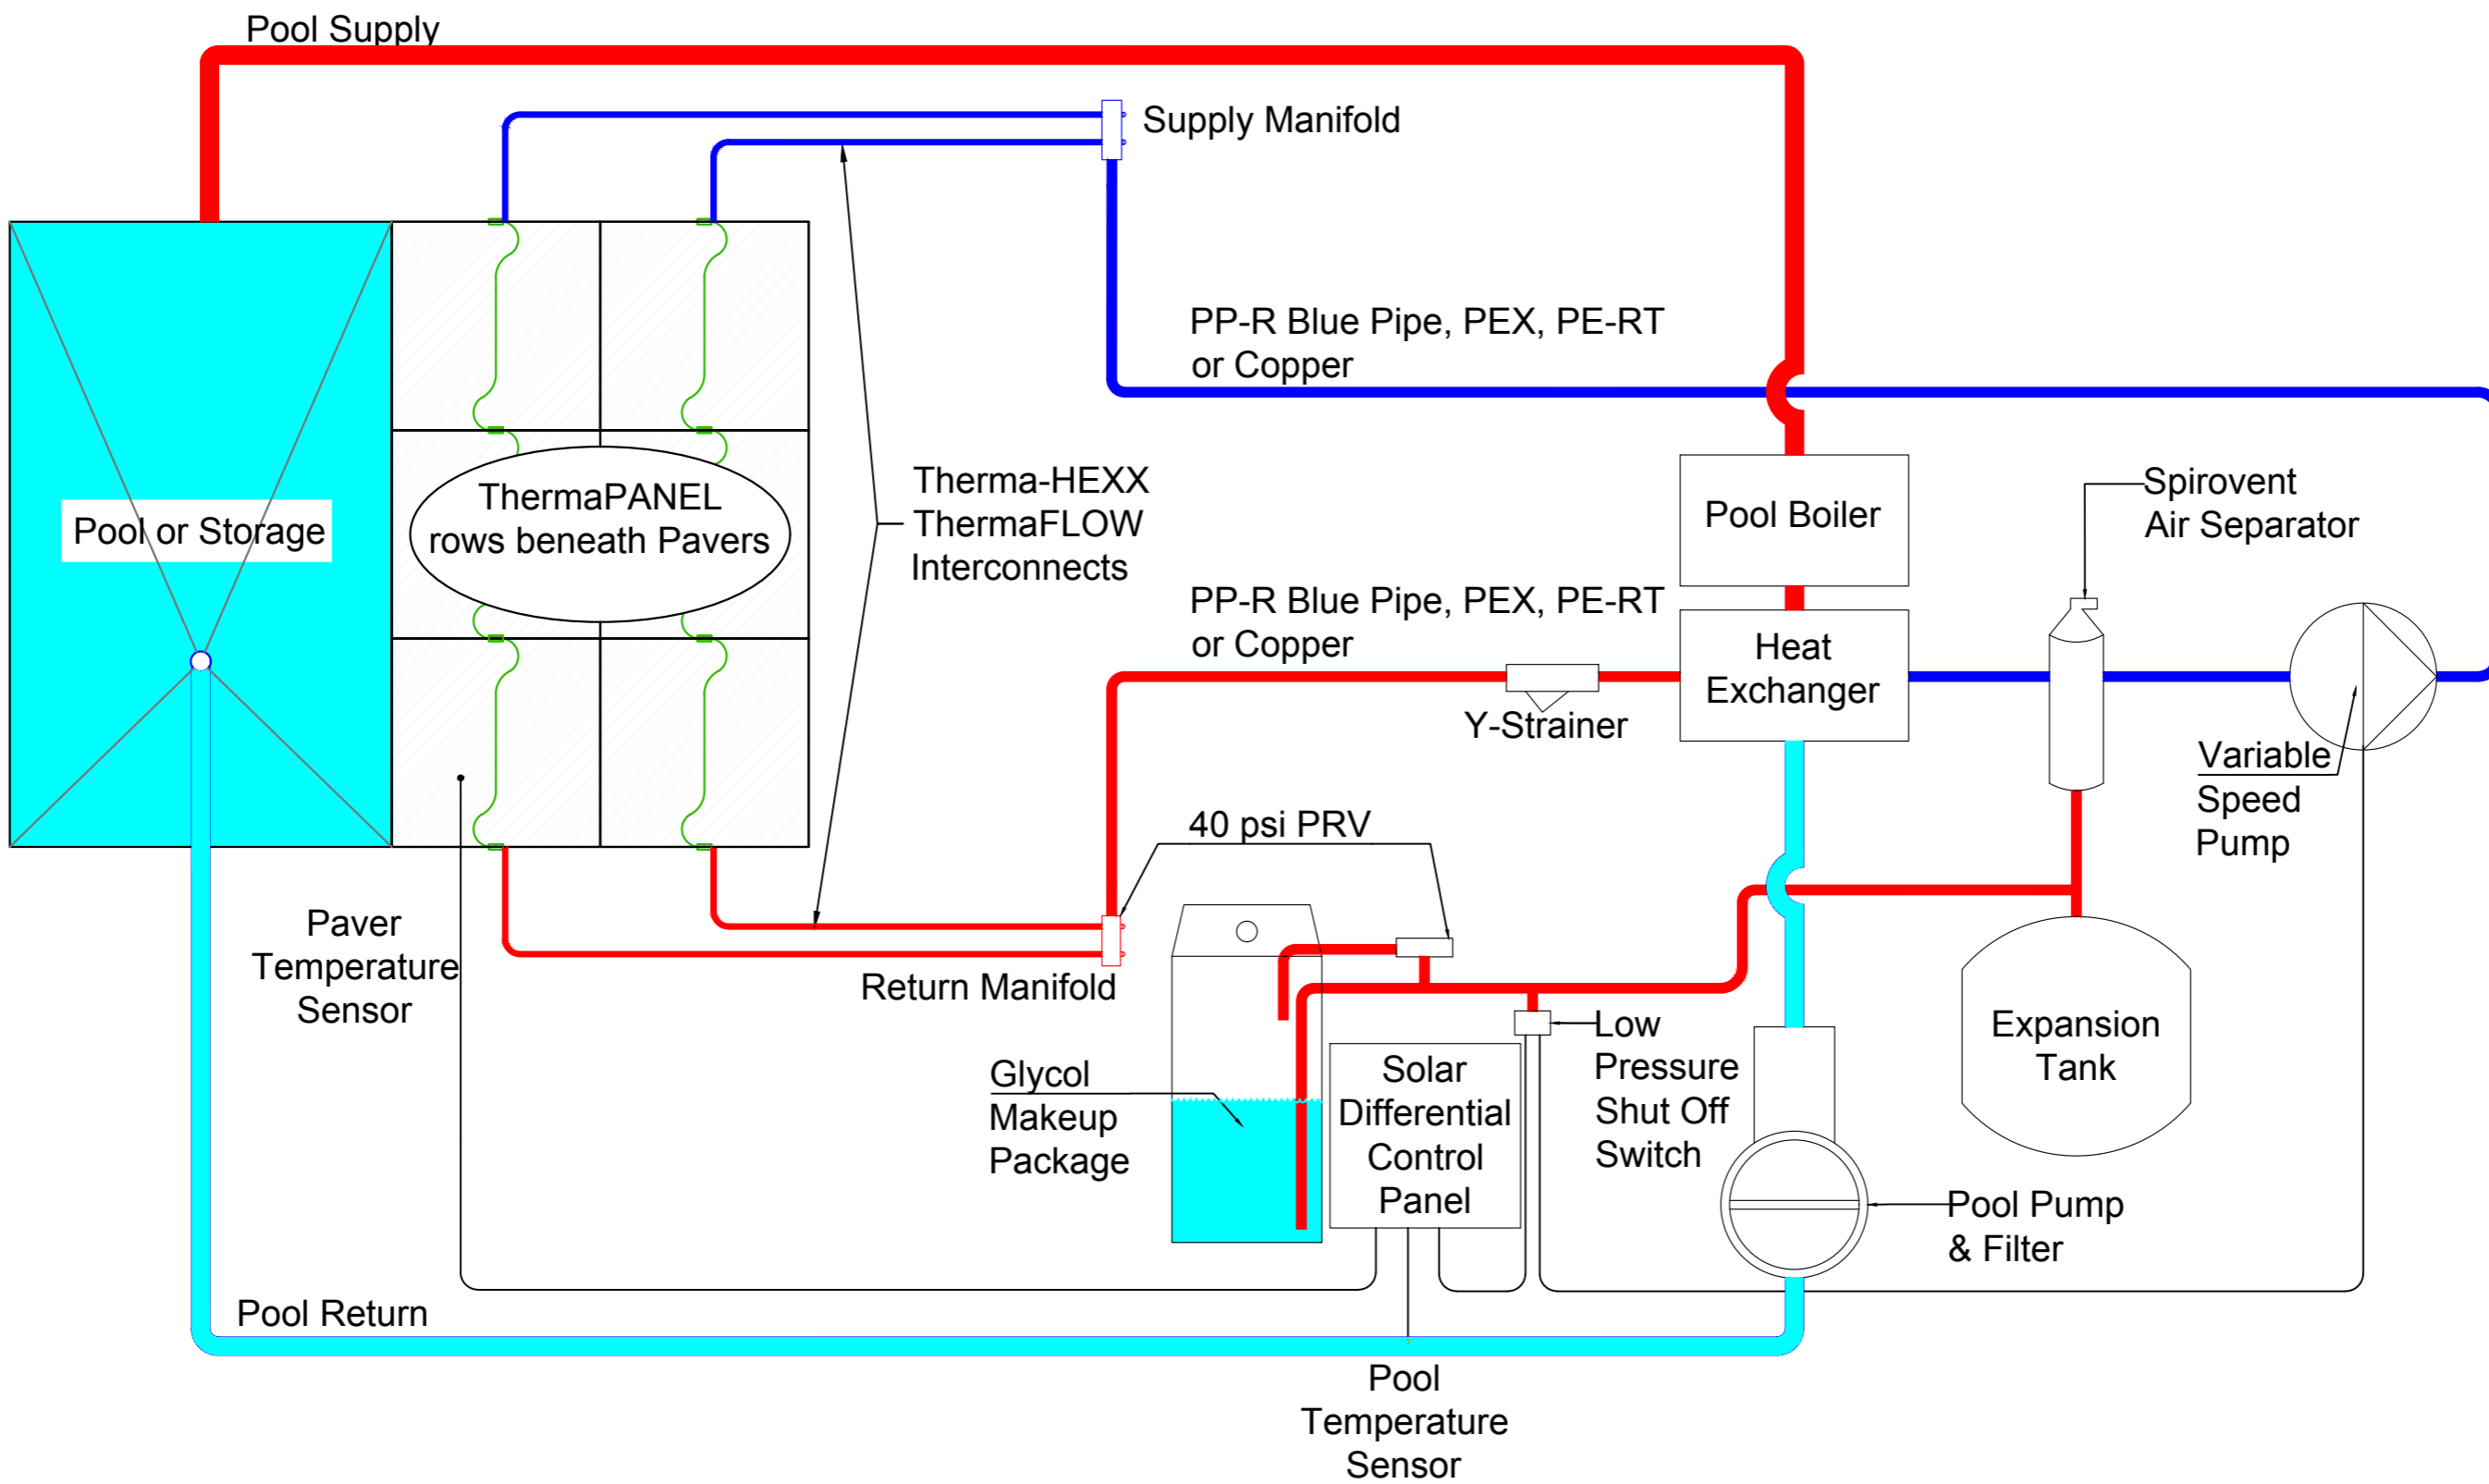 Pool Supply
Supply Manifold
PP-R Blue Pipe, PEX, PE-RT
or Copper
Therma-HEXX
ThermaFLOW
Interconnects
ThermaPANEL
rows beneath Pavers
Pool or Storage
Pool Boiler
Spirovent
Air Separator
PP-R Blue Pipe, PEX, PE-RT
or Copper
Heat
Exchanger
Y-Strainer
Variable
Speed
Pump
40 psi PRV
Paver
Temperature
Sensor
Return Manifold
Glycol
Makeup
Package
Solar
Differential
Control
Panel
Low
Pressure
Shut Off
Switch
Expansion
Tank
Pool Pump
& Filter
Pool Return
Pool
Temperature
Sensor